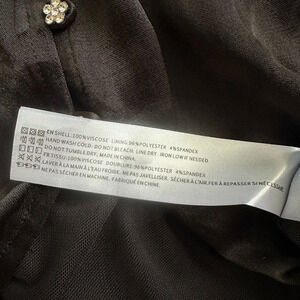 EN SHELL:100%VISCOSE LINING:96%POLYESTER 4%SPANDEX
HAND WASH COLD. DO NOT BLEACH. LINE DRY. IRON LOW IF NEEDED.
DO NOT TUMBLE DRY. MADE IN CHINA.
FR TISSU:100% VISCOSE DOUBLURE:96%POLYESTER 4%SPANDEX
LAVER À LA MAIN À L'EAU FROIDE. NE PAS JAVELLISER. SÉCHER À L'AIR.FER À REPASSER SI NÉCESSAIRE
NE PAS SÉCHER EN MACHINE. FABRIQUÉ EN CHINE.